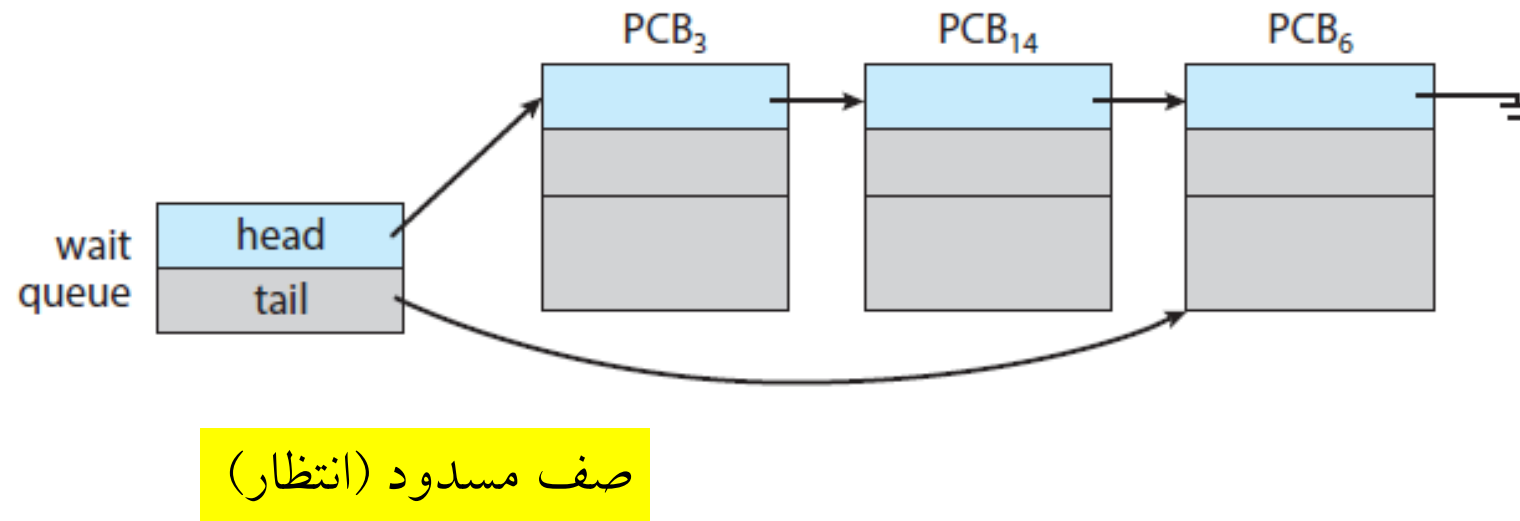 PCB₃ PCB₁₄ PCB₆
wait queue
head
tail
صف مسدود (انتظار)